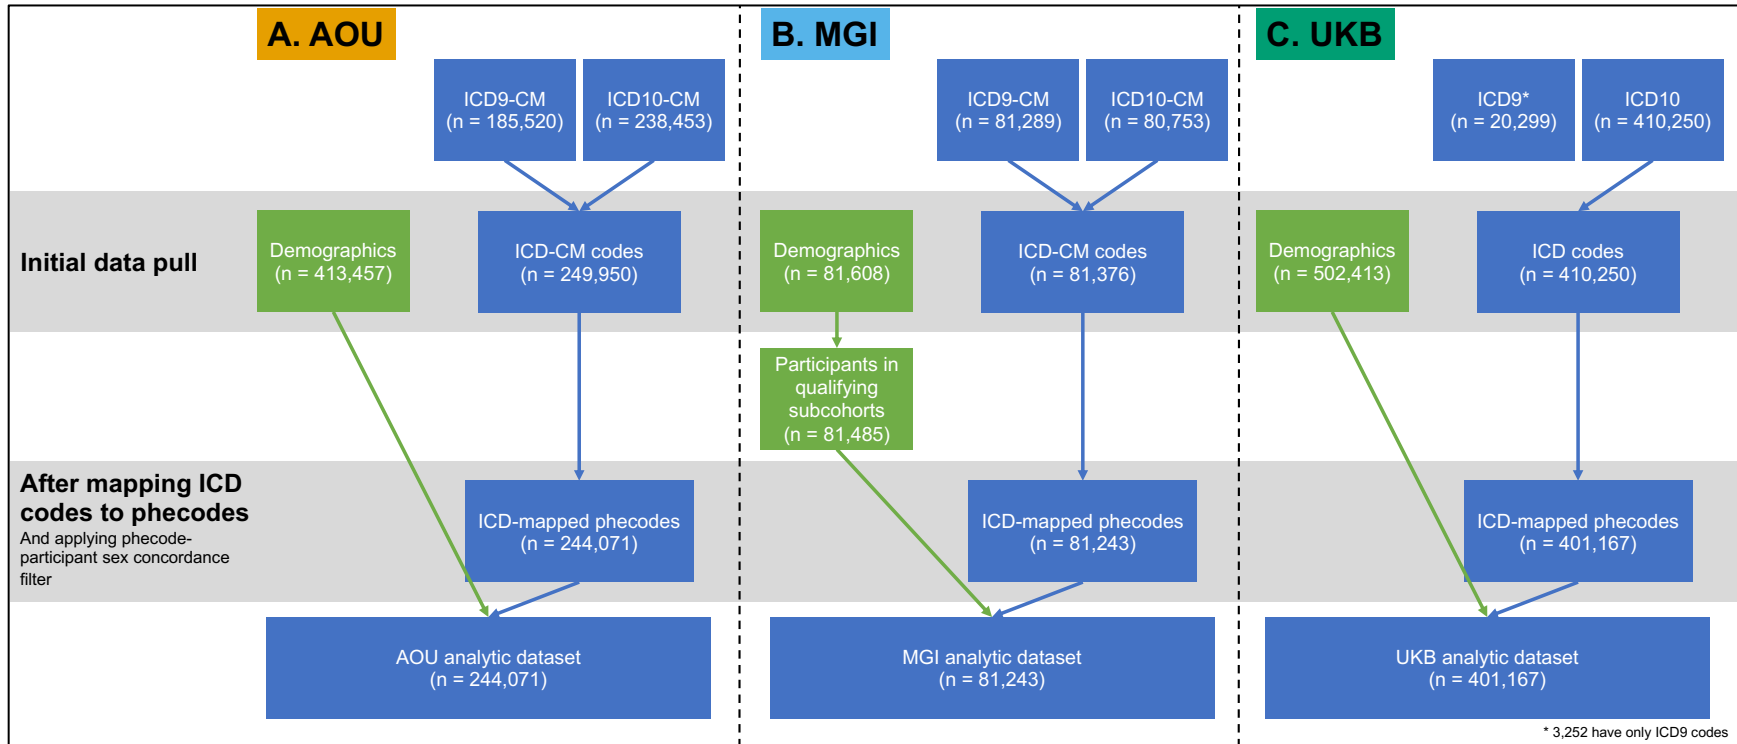 A. AOU
B. MGI
C. UKB
ICD9-CM
(n = 185,520)
ICD10-CM
(n = 238,453)
ICD9-CM
(n = 81,289)
ICD10-CM
(n = 80,753)
ICD9*
(n = 20,299)
ICD10
(n = 410,250)
Initial data pull
Demographics
(n = 413,457)
ICD-CM codes
(n = 249,950)
Demographics
(n = 81,608)
ICD-CM codes
(n = 81,376)
Demographics
(n = 502,413)
ICD codes
(n = 410,250)
Participants in
qualifying
subcohorts
(n = 81,485)
After mapping ICD
codes to phecodes
And applying phecode-
participant sex concordance
filter
ICD-mapped phecodes
(n = 244,071)
ICD-mapped phecodes
(n = 81,243)
ICD-mapped phecodes
(n = 401,167)
AOU analytic dataset
(n = 244,071)
MGI analytic dataset
(n = 81,243)
UKB analytic dataset
(n = 401,167)
* 3,252 have only ICD9 codes